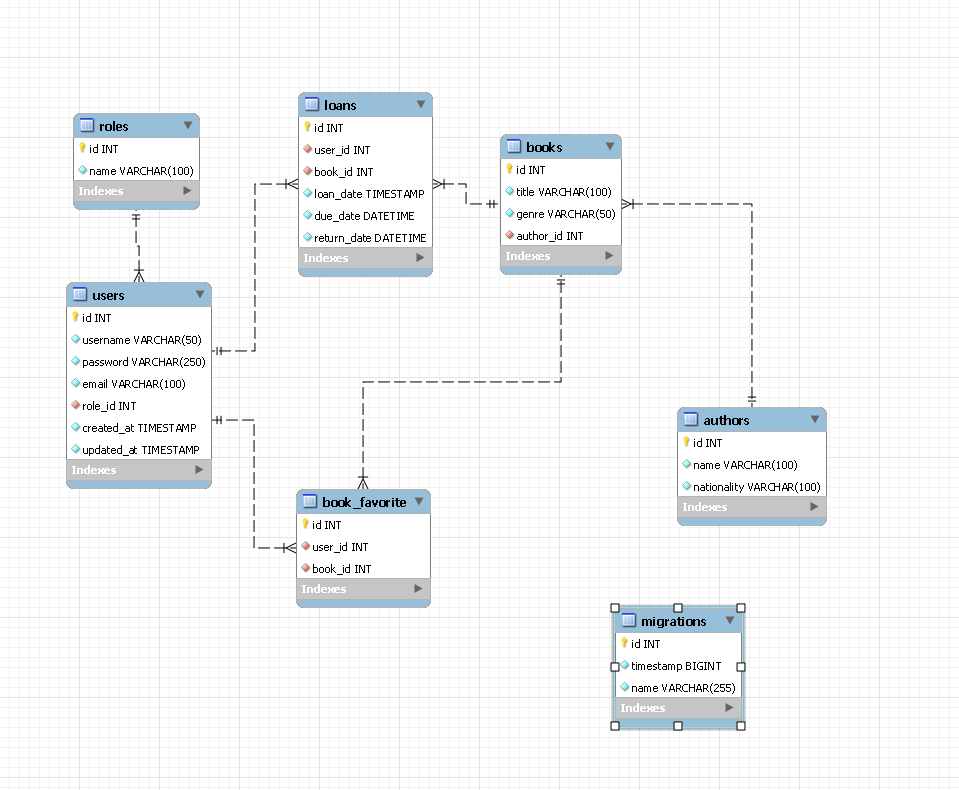 roles
id INT
name VARCHAR(100)
Indexes
loans
id INT
user_id INT
book_id INT
loan_date TIMESTAMP
due_date DATETIME
return_date DATETIME
Indexes
books
id INT
title VARCHAR(100)
genre VARCHAR(50)
author_id INT
Indexes
users
id INT
username VARCHAR(50)
password VARCHAR(250)
email VARCHAR(100)
role_id INT
created_at TIMESTAMP
updated_at TIMESTAMP
Indexes
authors
id INT
name VARCHAR(100)
nationality VARCHAR(100)
Indexes
book_favorite
id INT
user_id INT
book_id INT
Indexes
migrations
id INT
timestamp BIGINT
name VARCHAR(255)
Indexes